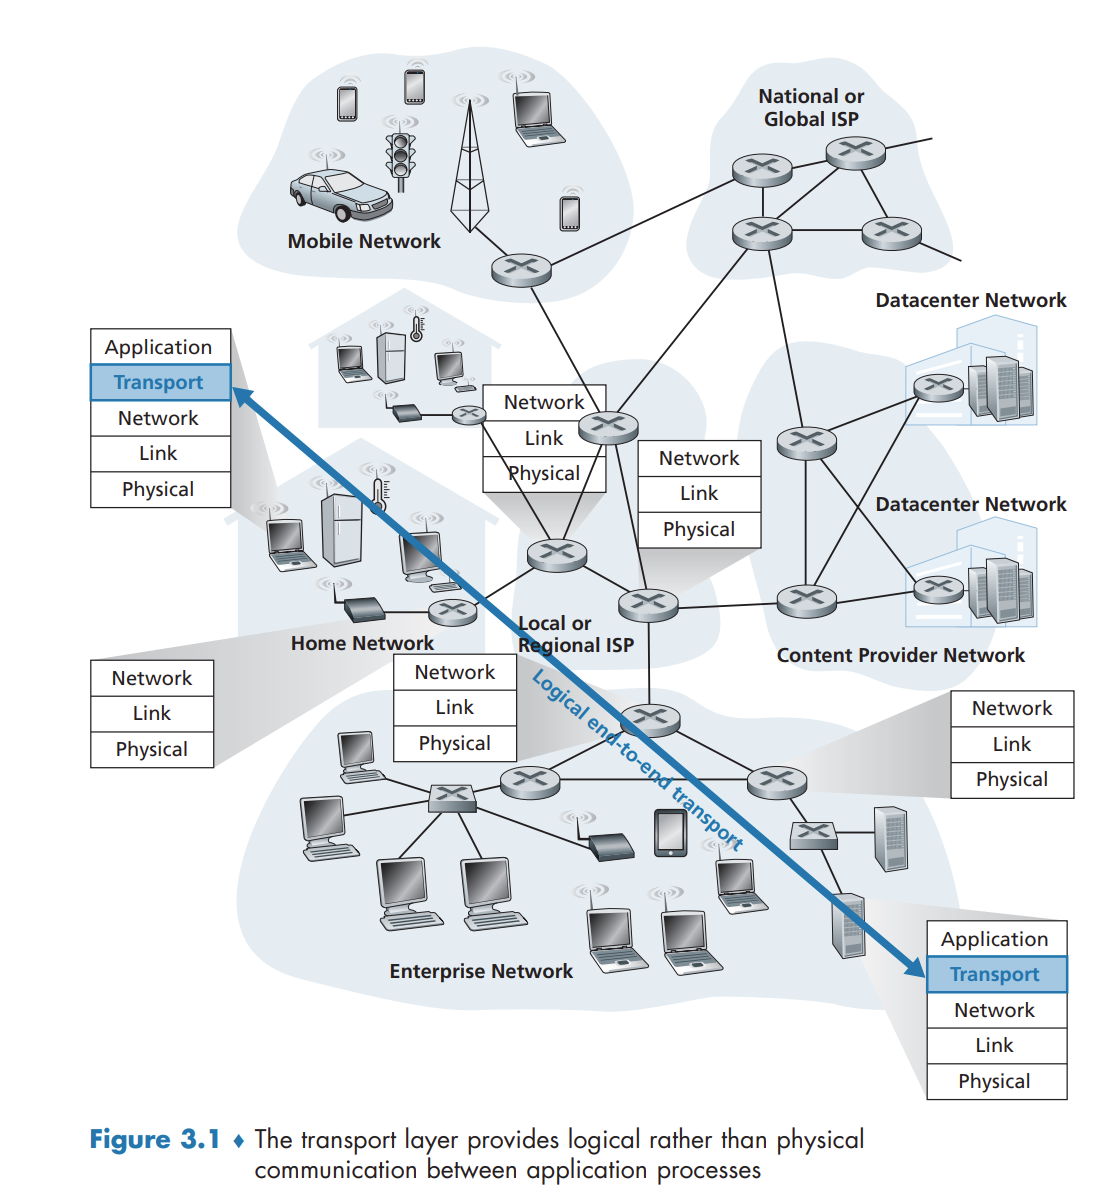 National or
Global ISP
Mobile Network
Datacenter Network
Application
Transport
Network
Link
Physical
Network
Link
Physical
Network
Link
Physical
Datacenter Network
Home Network
Local or
Regional ISP
Content Provider Network
Network
Link
Physical
Network
Link
Physical
Logical end-to-end transport
Network
Link
Physical
Enterprise Network
Application
Transport
Network
Link
Physical
Figure 3.1 ♦ The transport layer provides logical rather than physical
communication between application processes